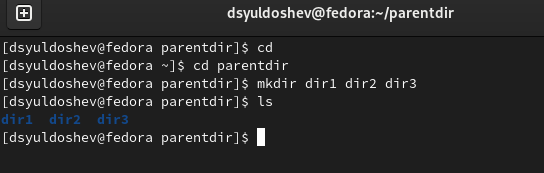 dsyuldoshev@fedora:~/parentdir
[dsyuldoshev@fedora parentdir]$ cd
[dsyuldoshev@fedora ~]$ cd parentdir
[dsyuldoshev@fedora parentdir]$ mkdir dir1 dir2 dir3
[dsyuldoshev@fedora parentdir]$ ls
dir1 dir2 dir3
[dsyuldoshev@fedora parentdir]$